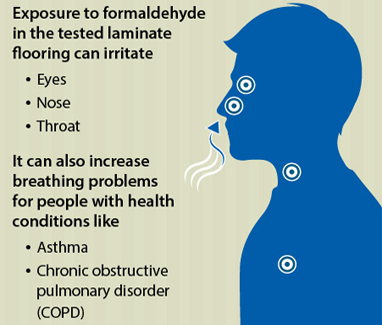 Exposure to formaldehyde
in the tested laminate
flooring can irritate
• Eyes
• Nose
• Throat
It can also increase
breathing problems
for people with health
conditions like
• Asthma
• Chronic obstructive
pulmonary disorder
(COPD)